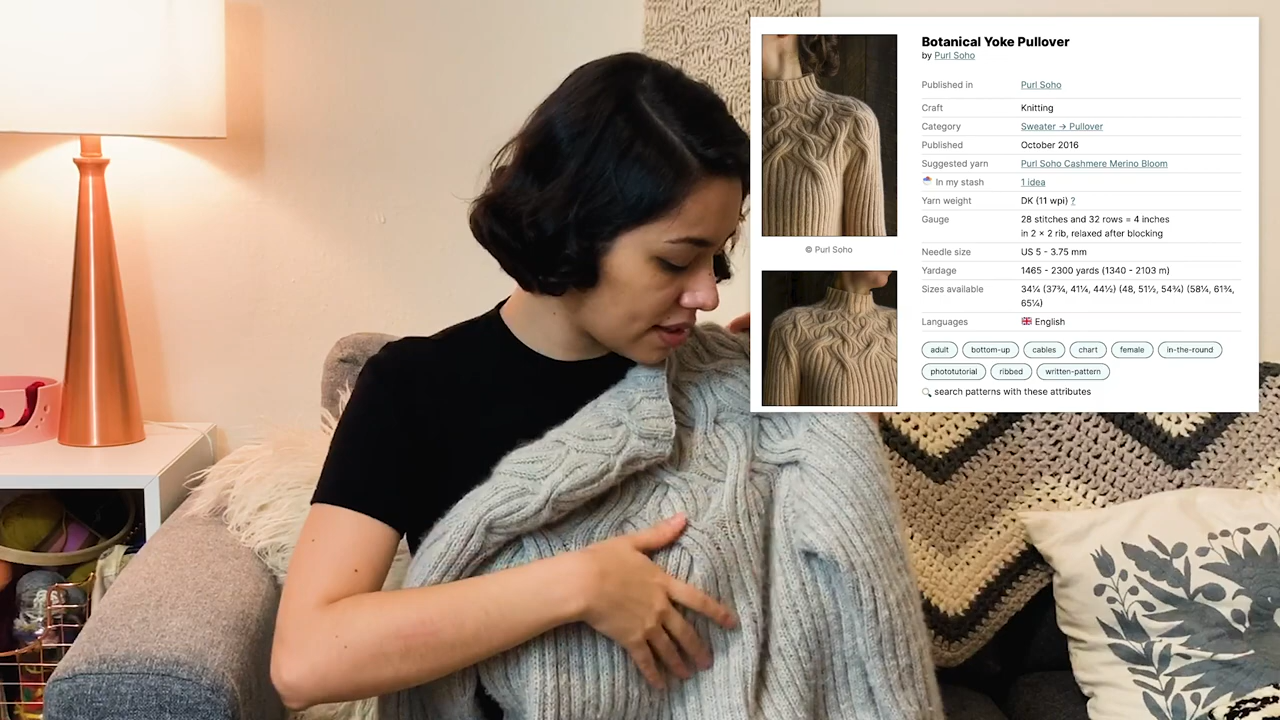 Botanical Yoke Pullover
by Purl Soho
Published in Purl Soho
Craft Knitting
Category Sweater → Pullover
Published October 2016
Suggested yarn Purl Soho Cashmere Merino Bloom
In my stash 1 idea
Yarn weight DK (11 wpi) ?
Gauge 28 stitches and 32 rows = 4 inches
in 2 × 2 rib, relaxed after blocking
Needle size US 5 - 3.75 mm
Yardage 1465 - 2300 yards (1340 - 2103 m)
Sizes available 34¼ (37¾, 41¼, 44½) (48, 51½, 54¾) (58¼, 61¾,
65¼)
Languages English
adult bottom-up cables chart female in-the-round
phototutorial ribbed written-pattern
search patterns with these attributes
© Purl Soho